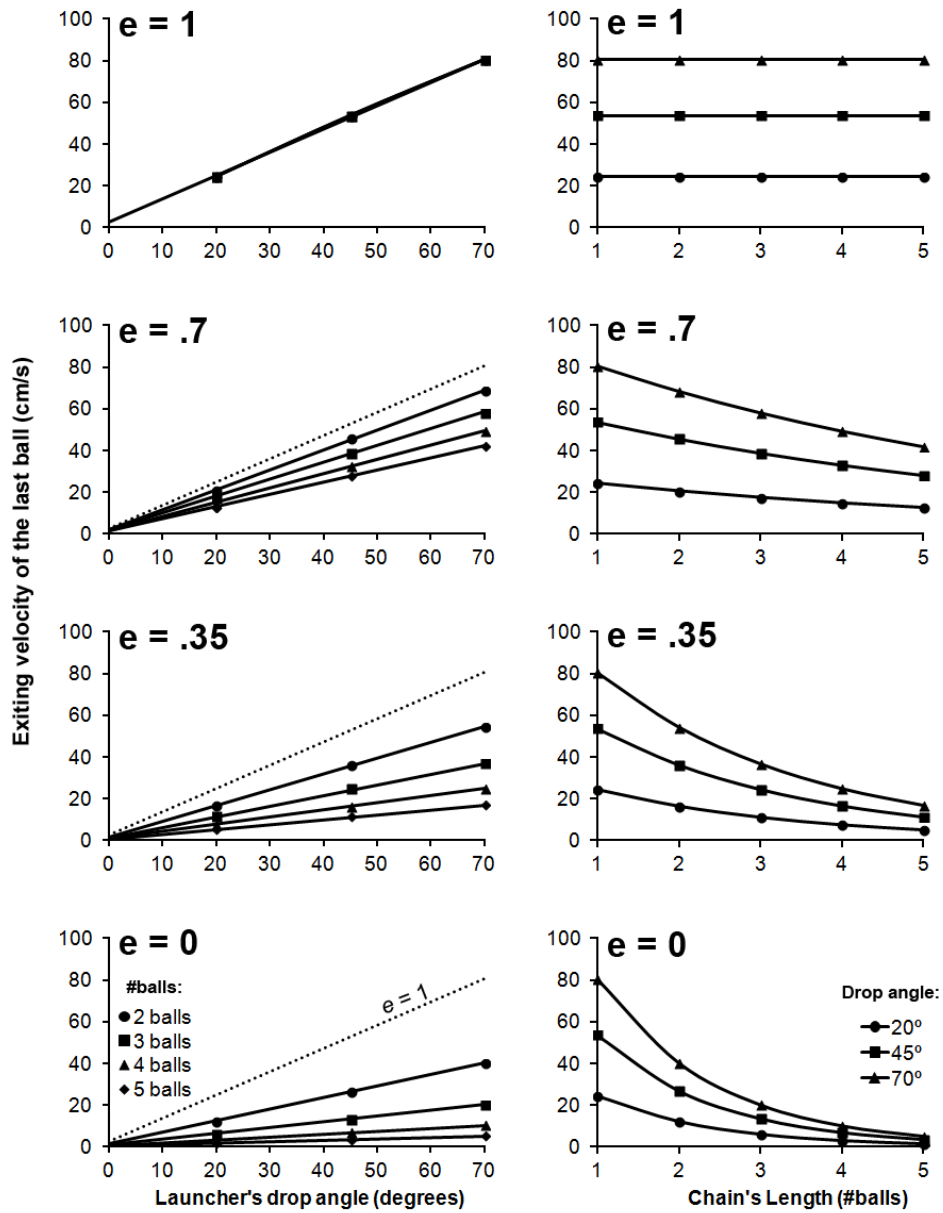 e = 1
100
80
60
40
20
0
0 10 20 30 40 50 60 70
e = 1
100
80
60
40
20
0
1 2 3 4 5
Exiting velocity of the last ball (cm/s)
e = .7
100
80
60
40
20
0
0 10 20 30 40 50 60 70
e = .7
100
80
60
40
20
0
1 2 3 4 5
e = .35
100
80
60
40
20
0
0 10 20 30 40 50 60 70
e = .35
100
80
60
40
20
0
1 2 3 4 5
e = 0
100
80
60
40
20
0
#balls:
2 balls
3 balls
4 balls
5 balls
e = 1
0 10 20 30 40 50 60 70
Launcher's drop angle (degrees)
e = 0
100
80
60
40
20
0
Drop angle:
20º
45º
70º
1 2 3 4 5
Chain's Length (#balls)